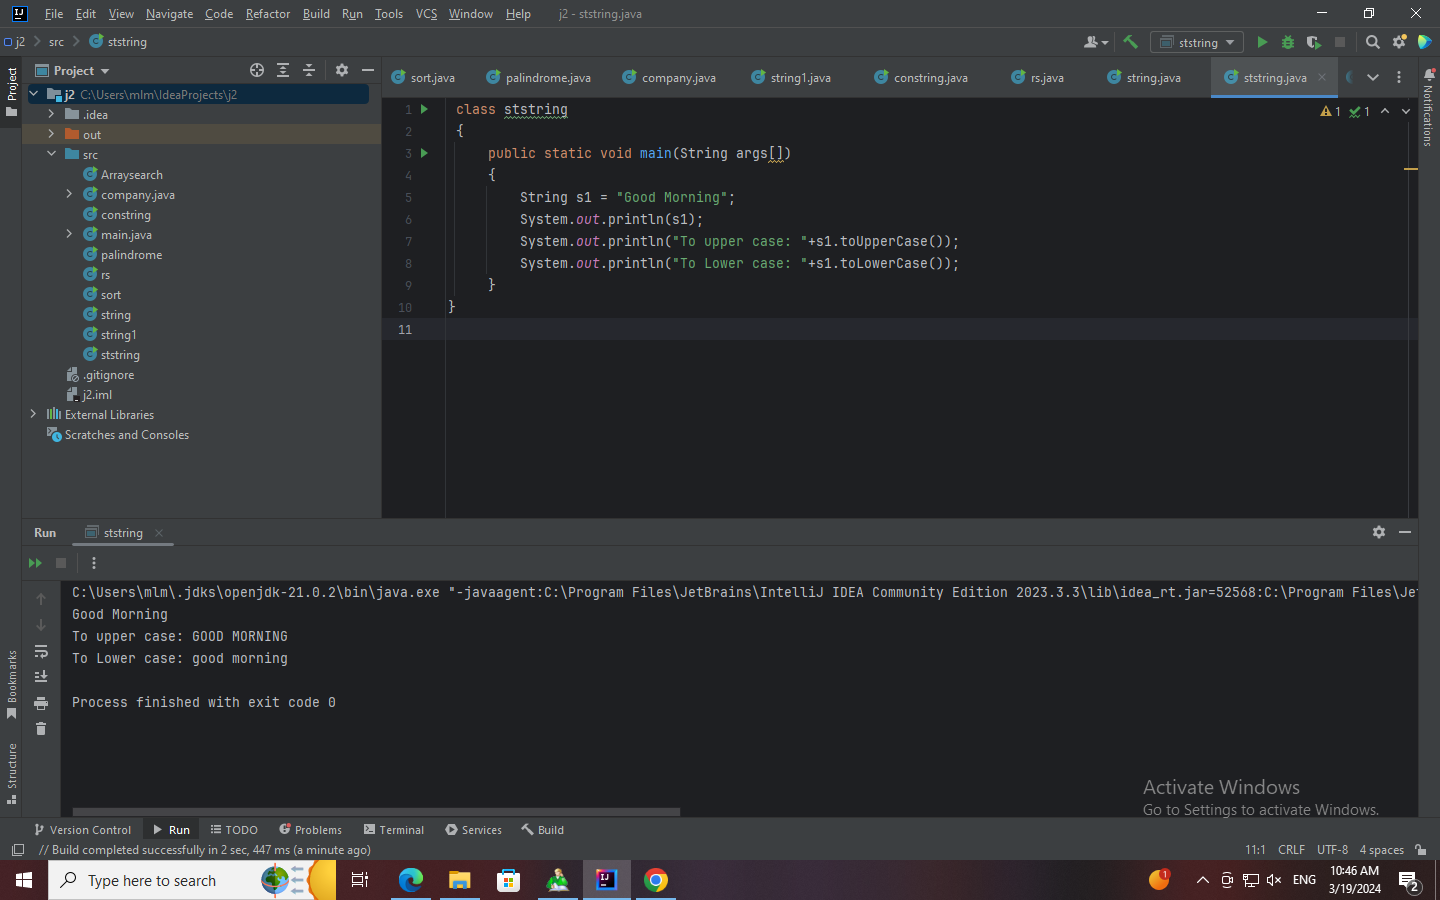 File Edit View Navigate Code Refactor Build Run Tools VCS Window Help j2 - ststring.java
j2 src ststring
ststring
Project
Project
j2 C:\Users\mlm\IdeaProjects\j2
.idea
out
src
Arraysearch
company.java
constring
main.java
palindrome
rs
sort
string
string1
ststring
.gitignore
j2.iml
External Libraries
Scratches and Consoles
sort.java palindrome.java company.java string1.java constring.java rs.java string.java ststring.java
1 class ststring
2 {
3 public static void main(String args[])
4 {
5 String s1 = "Good Morning";
6 System.out.println(s1);
7 System.out.println("To upper case: "+s1.toUpperCase());
8 System.out.println("To Lower case: "+s1.toLowerCase());
9 }
10 }
11
1 1
Notifications
Run ststring
C:\Users\mlm\.jdks\openjdk-21.0.2\bin\java.exe "-javaagent:C:\Program Files\JetBrains\IntelliJ IDEA Community Edition 2023.3.3\lib\idea_rt.jar=52568:C:\Program Files\Je
Good Morning
To upper case: GOOD MORNING
To Lower case: good morning
Process finished with exit code 0
Bookmarks
Structure
Activate Windows
Go to Settings to activate Windows.
Version Control Run TODO Problems Terminal Services Build
// Build completed successfully in 2 sec, 447 ms (a minute ago)
11:1 CRLF UTF-8 4 spaces
Type here to search
1
ENG
10:46 AM
3/19/2024
2